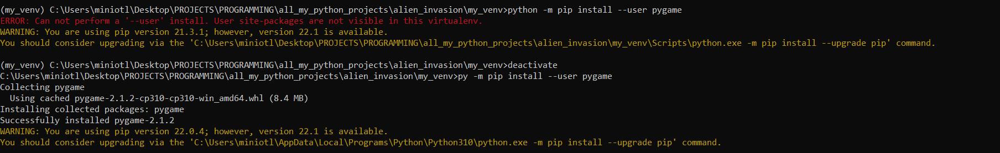 (my_venv) C:\Users\miniotl\Desktop\PROJECTS\PROGRAMMING\all_my_python_projects\alien_invasion\my_venv>python -m pip install --user pygame
ERROR: Can not perform a '--user' install. User site-packages are not visible in this virtualenv.
WARNING: You are using pip version 21.3.1; however, version 22.1 is available.
You should consider upgrading via the 'C:\Users\miniotl\Desktop\PROJECTS\PROGRAMMING\all_my_python_projects\alien_invasion\my_venv\Scripts\python.exe -m pip install --upgrade pip' command.
(my_venv) C:\Users\miniotl\Desktop\PROJECTS\PROGRAMMING\all_my_python_projects\alien_invasion\my_venv>deactivate
C:\Users\miniotl\Desktop\PROJECTS\PROGRAMMING\all_my_python_projects\alien_invasion\my_venv>py -m pip install --user pygame
Collecting pygame
  Using cached pygame-2.1.2-cp310-cp310-win_amd64.whl (8.4 MB)
Installing collected packages: pygame
Successfully installed pygame-2.1.2
WARNING: You are using pip version 22.0.4; however, version 22.1 is available.
You should consider upgrading via the 'C:\Users\miniotl\AppData\Local\Programs\Python\Python310\python.exe -m pip install --upgrade pip' command.